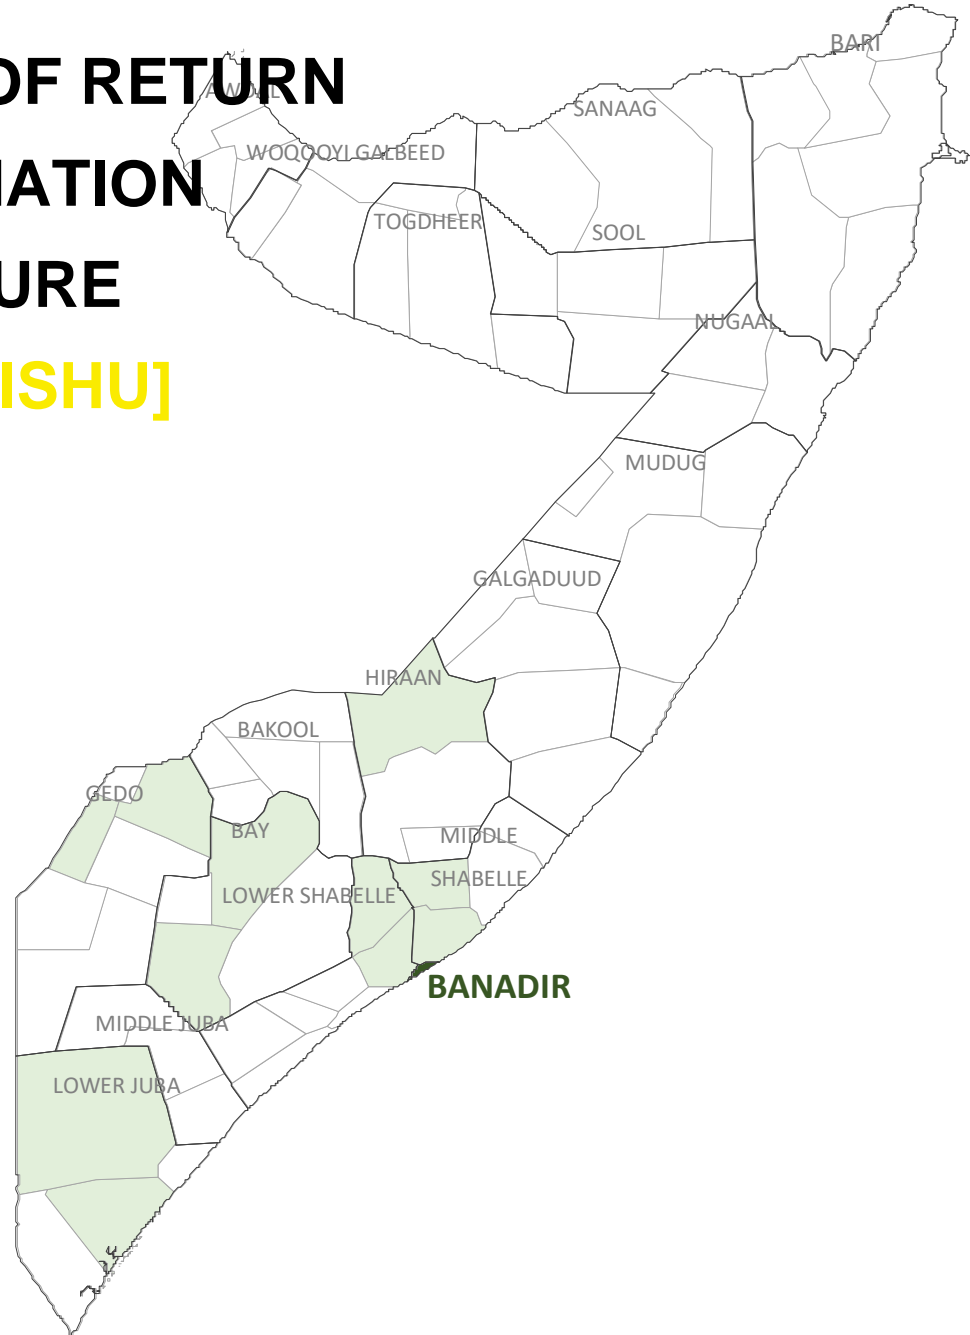 OF RETURN
MATION
URE
ISHU]
BARI
AWDAL
SANAAG
WOQOOYI GALBEED
TOGDHEER
SOOL
NUGAAL
MUDUG
GALGADUUD
HIRAAN
BAKOOL
GEDO
BAY
MIDDLE
SHABELLE
LOWER SHABELLE
BANADIR
MIDDLE JUBA
LOWER JUBA